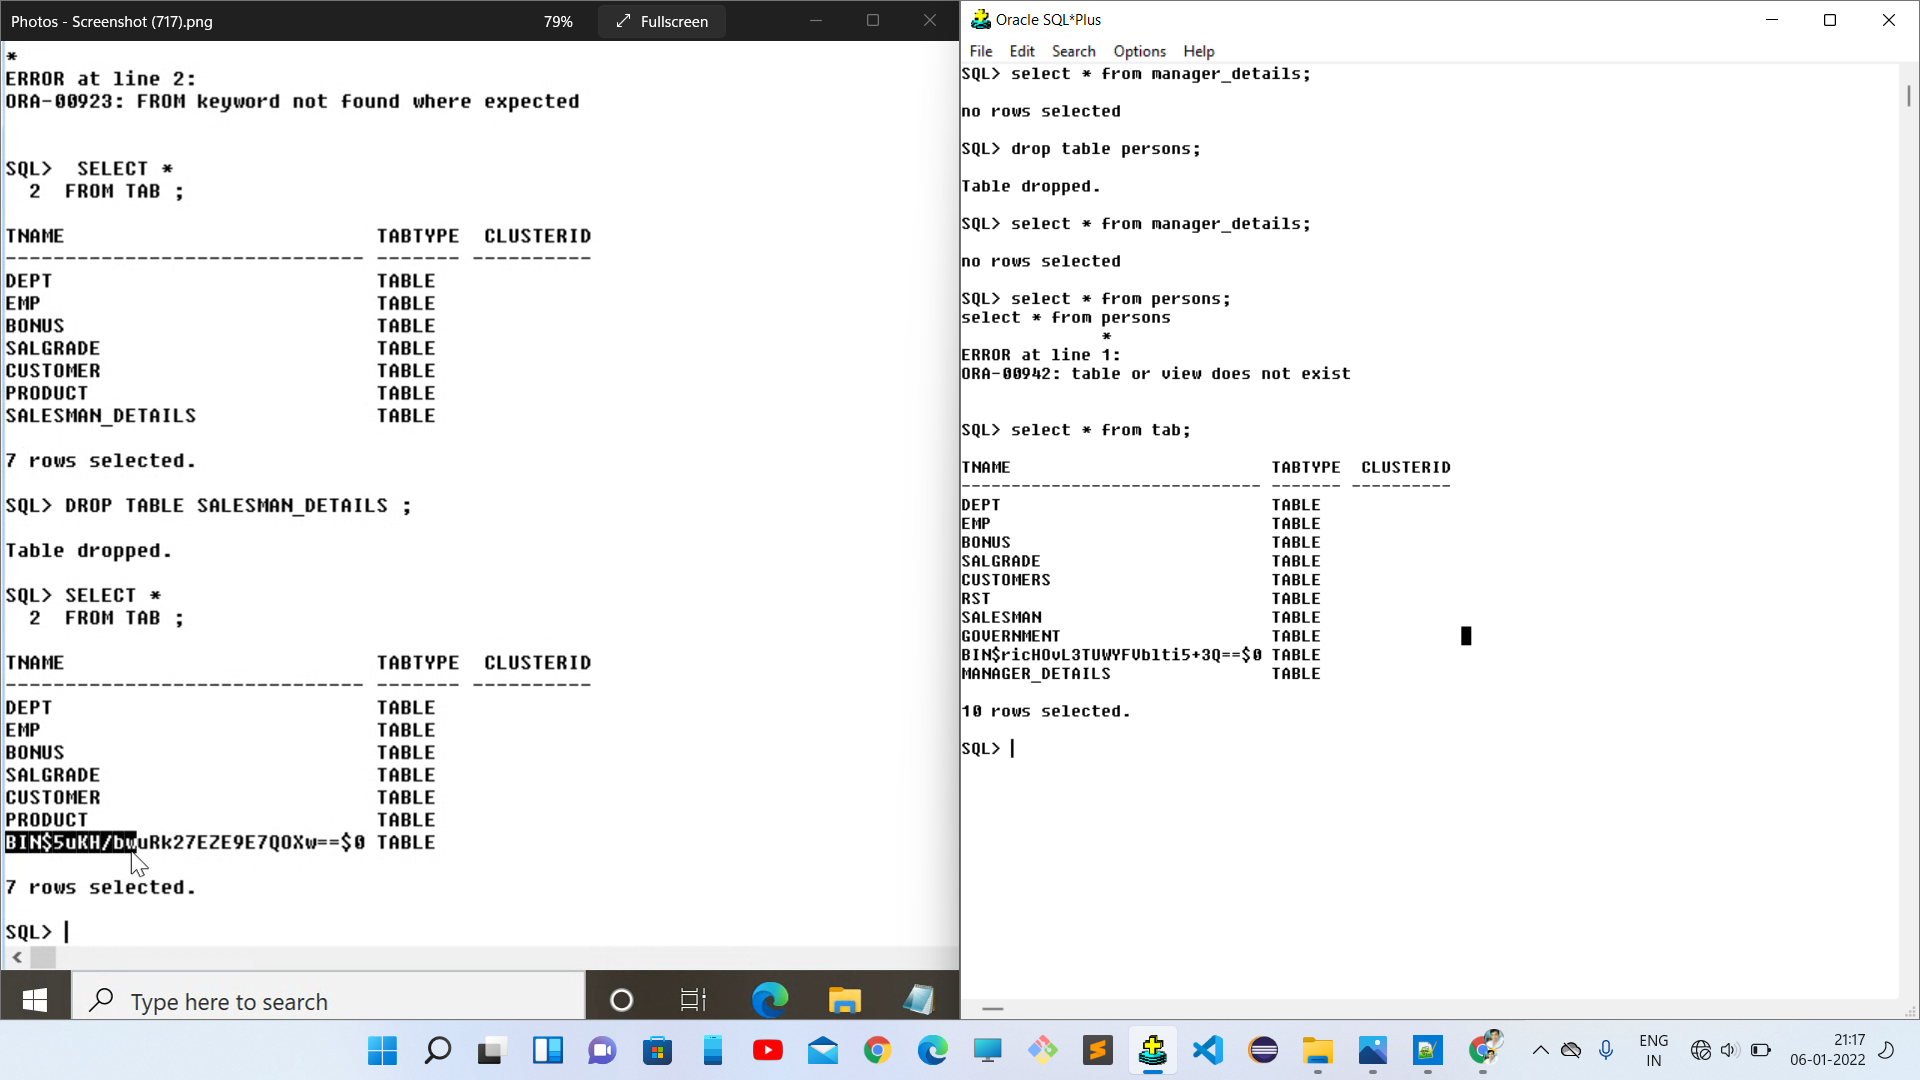 Photos - Screenshot (717).png
79%
Fullscreen
*
ERROR at line 2:
ORA-00923: FROM keyword not found where expected
SQL>  SELECT *
  2  FROM TAB ;
TNAME                          TABTYPE  CLUSTERID
------------------------------ ------- ----------
DEPT                           TABLE
EMP                            TABLE
BONUS                          TABLE
SALGRADE                       TABLE
CUSTOMER                       TABLE
PRODUCT                        TABLE
SALESMAN_DETAILS               TABLE
7 rows selected.
SQL> DROP TABLE SALESMAN_DETAILS ;
Table dropped.
SQL> SELECT *
  2  FROM TAB ;
TNAME                          TABTYPE  CLUSTERID
------------------------------ ------- ----------
DEPT                           TABLE
EMP                            TABLE
BONUS                          TABLE
SALGRADE                       TABLE
CUSTOMER                       TABLE
PRODUCT                        TABLE
BIN$5uKH/bwuRk27EZE9E7QOXw==$0 TABLE
7 rows selected.
SQL>
Type here to search
Oracle SQL*Plus
File Edit Search Options Help
SQL> select * from manager_details;
no rows selected
SQL> drop table persons;
Table dropped.
SQL> select * from manager_details;
no rows selected
SQL> select * from persons;
select * from persons
              *
ERROR at line 1:
ORA-00942: table or view does not exist
SQL> select * from tab;
TNAME                          TABTYPE  CLUSTERID
------------------------------ ------- ----------
DEPT                           TABLE
EMP                            TABLE
BONUS                          TABLE
SALGRADE                       TABLE
CUSTOMERS                      TABLE
RST                            TABLE
SALESMAN                       TABLE
GOVERNMENT                     TABLE
BIN$ricHOvL3TUWYFVblti5+3Q==$0 TABLE
MANAGER_DETAILS                TABLE
10 rows selected.
SQL>
ENG
IN
21:17
06-01-2022